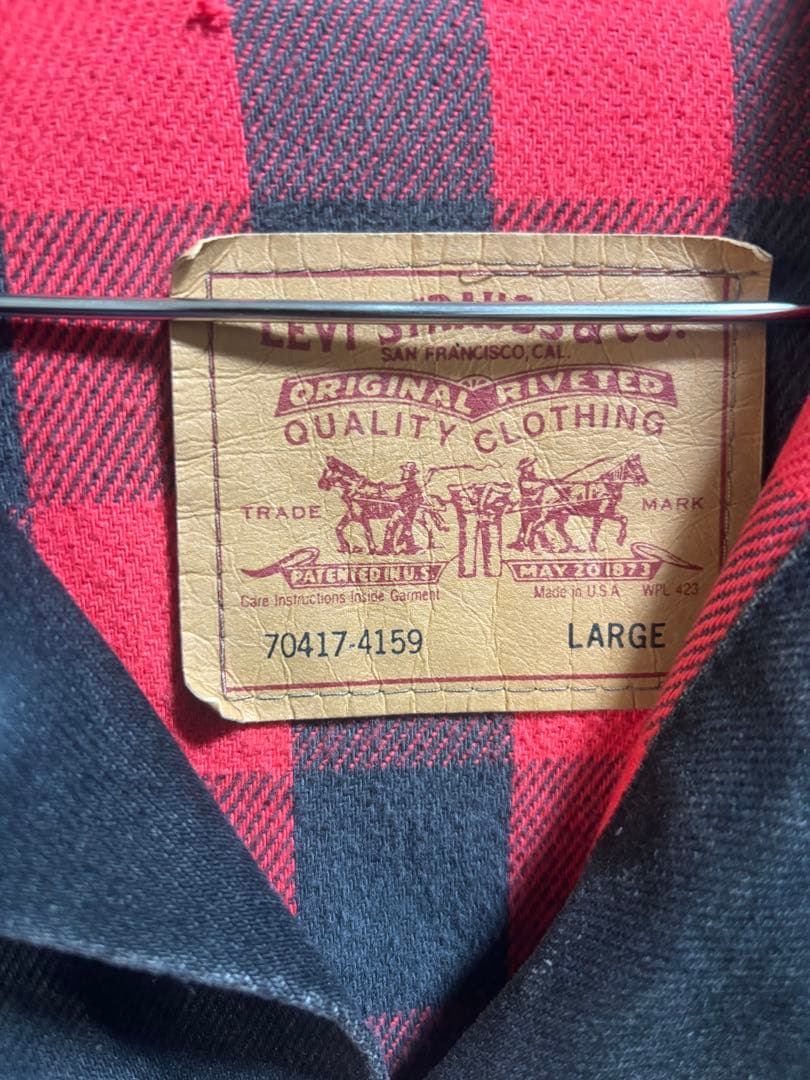 LEVI STRAUSS & CO.
SAN FRANCISCO, CAL.
ORIGINAL RIVETED
QUALITY CLOTHING
TRADE MARK
PATENTED IN U.S. MAY 20 1873
Care Instructions Inside Garment Made in U.S.A WPL 423
70417-4159 LARGE